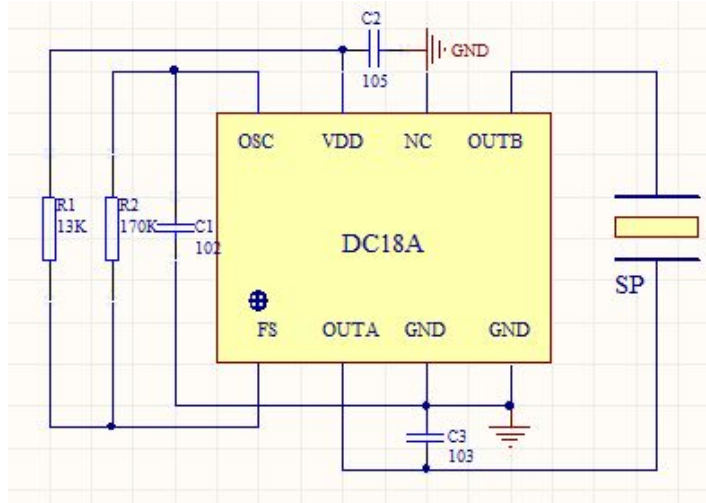 C2
GND
105
OSC VDD NC OUTB
R1
13K
R2
170K
C1
102
DC18A
SP
FS OUTA GND GND
C3
103